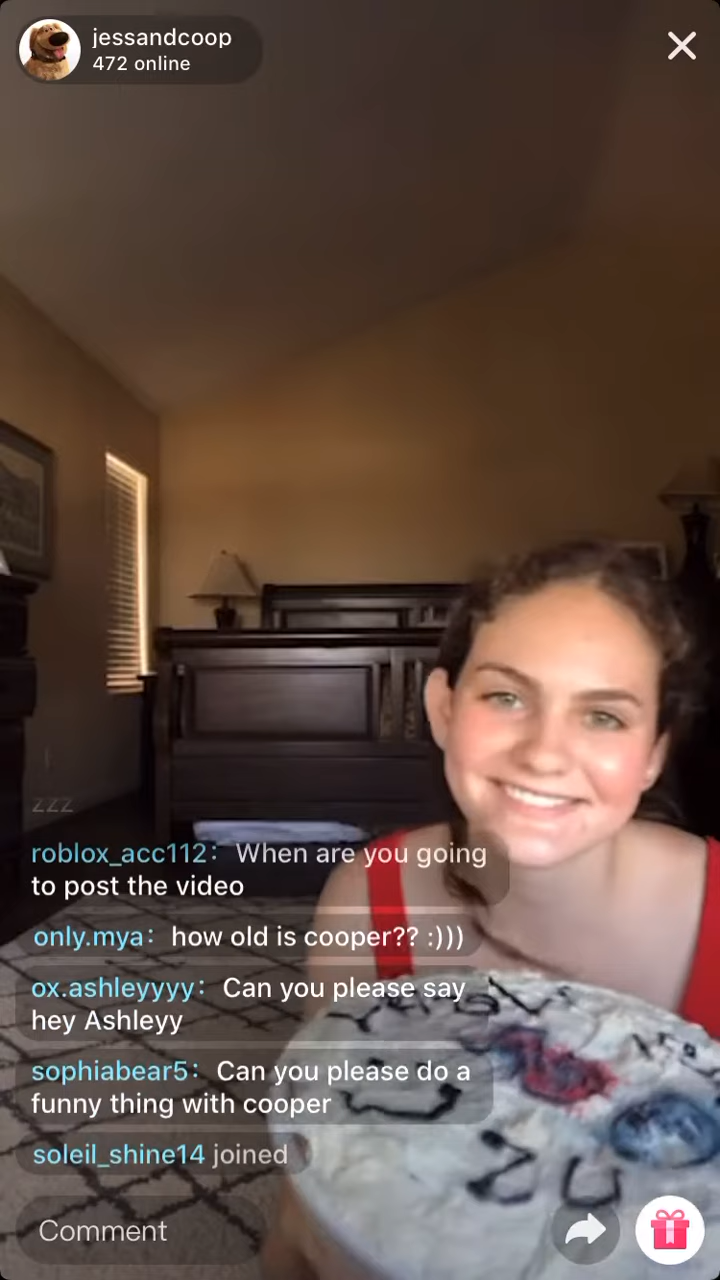 jessandcoop
472 online
zzz
roblox_acc112: When are you going
to post the video
only.mya: how old is cooper?? :)))
ox.ashleyyyy: Can you please say
hey Ashleyy
sophiabear5: Can you please do a
funny thing with cooper
soleil_shine14 joined
Comment